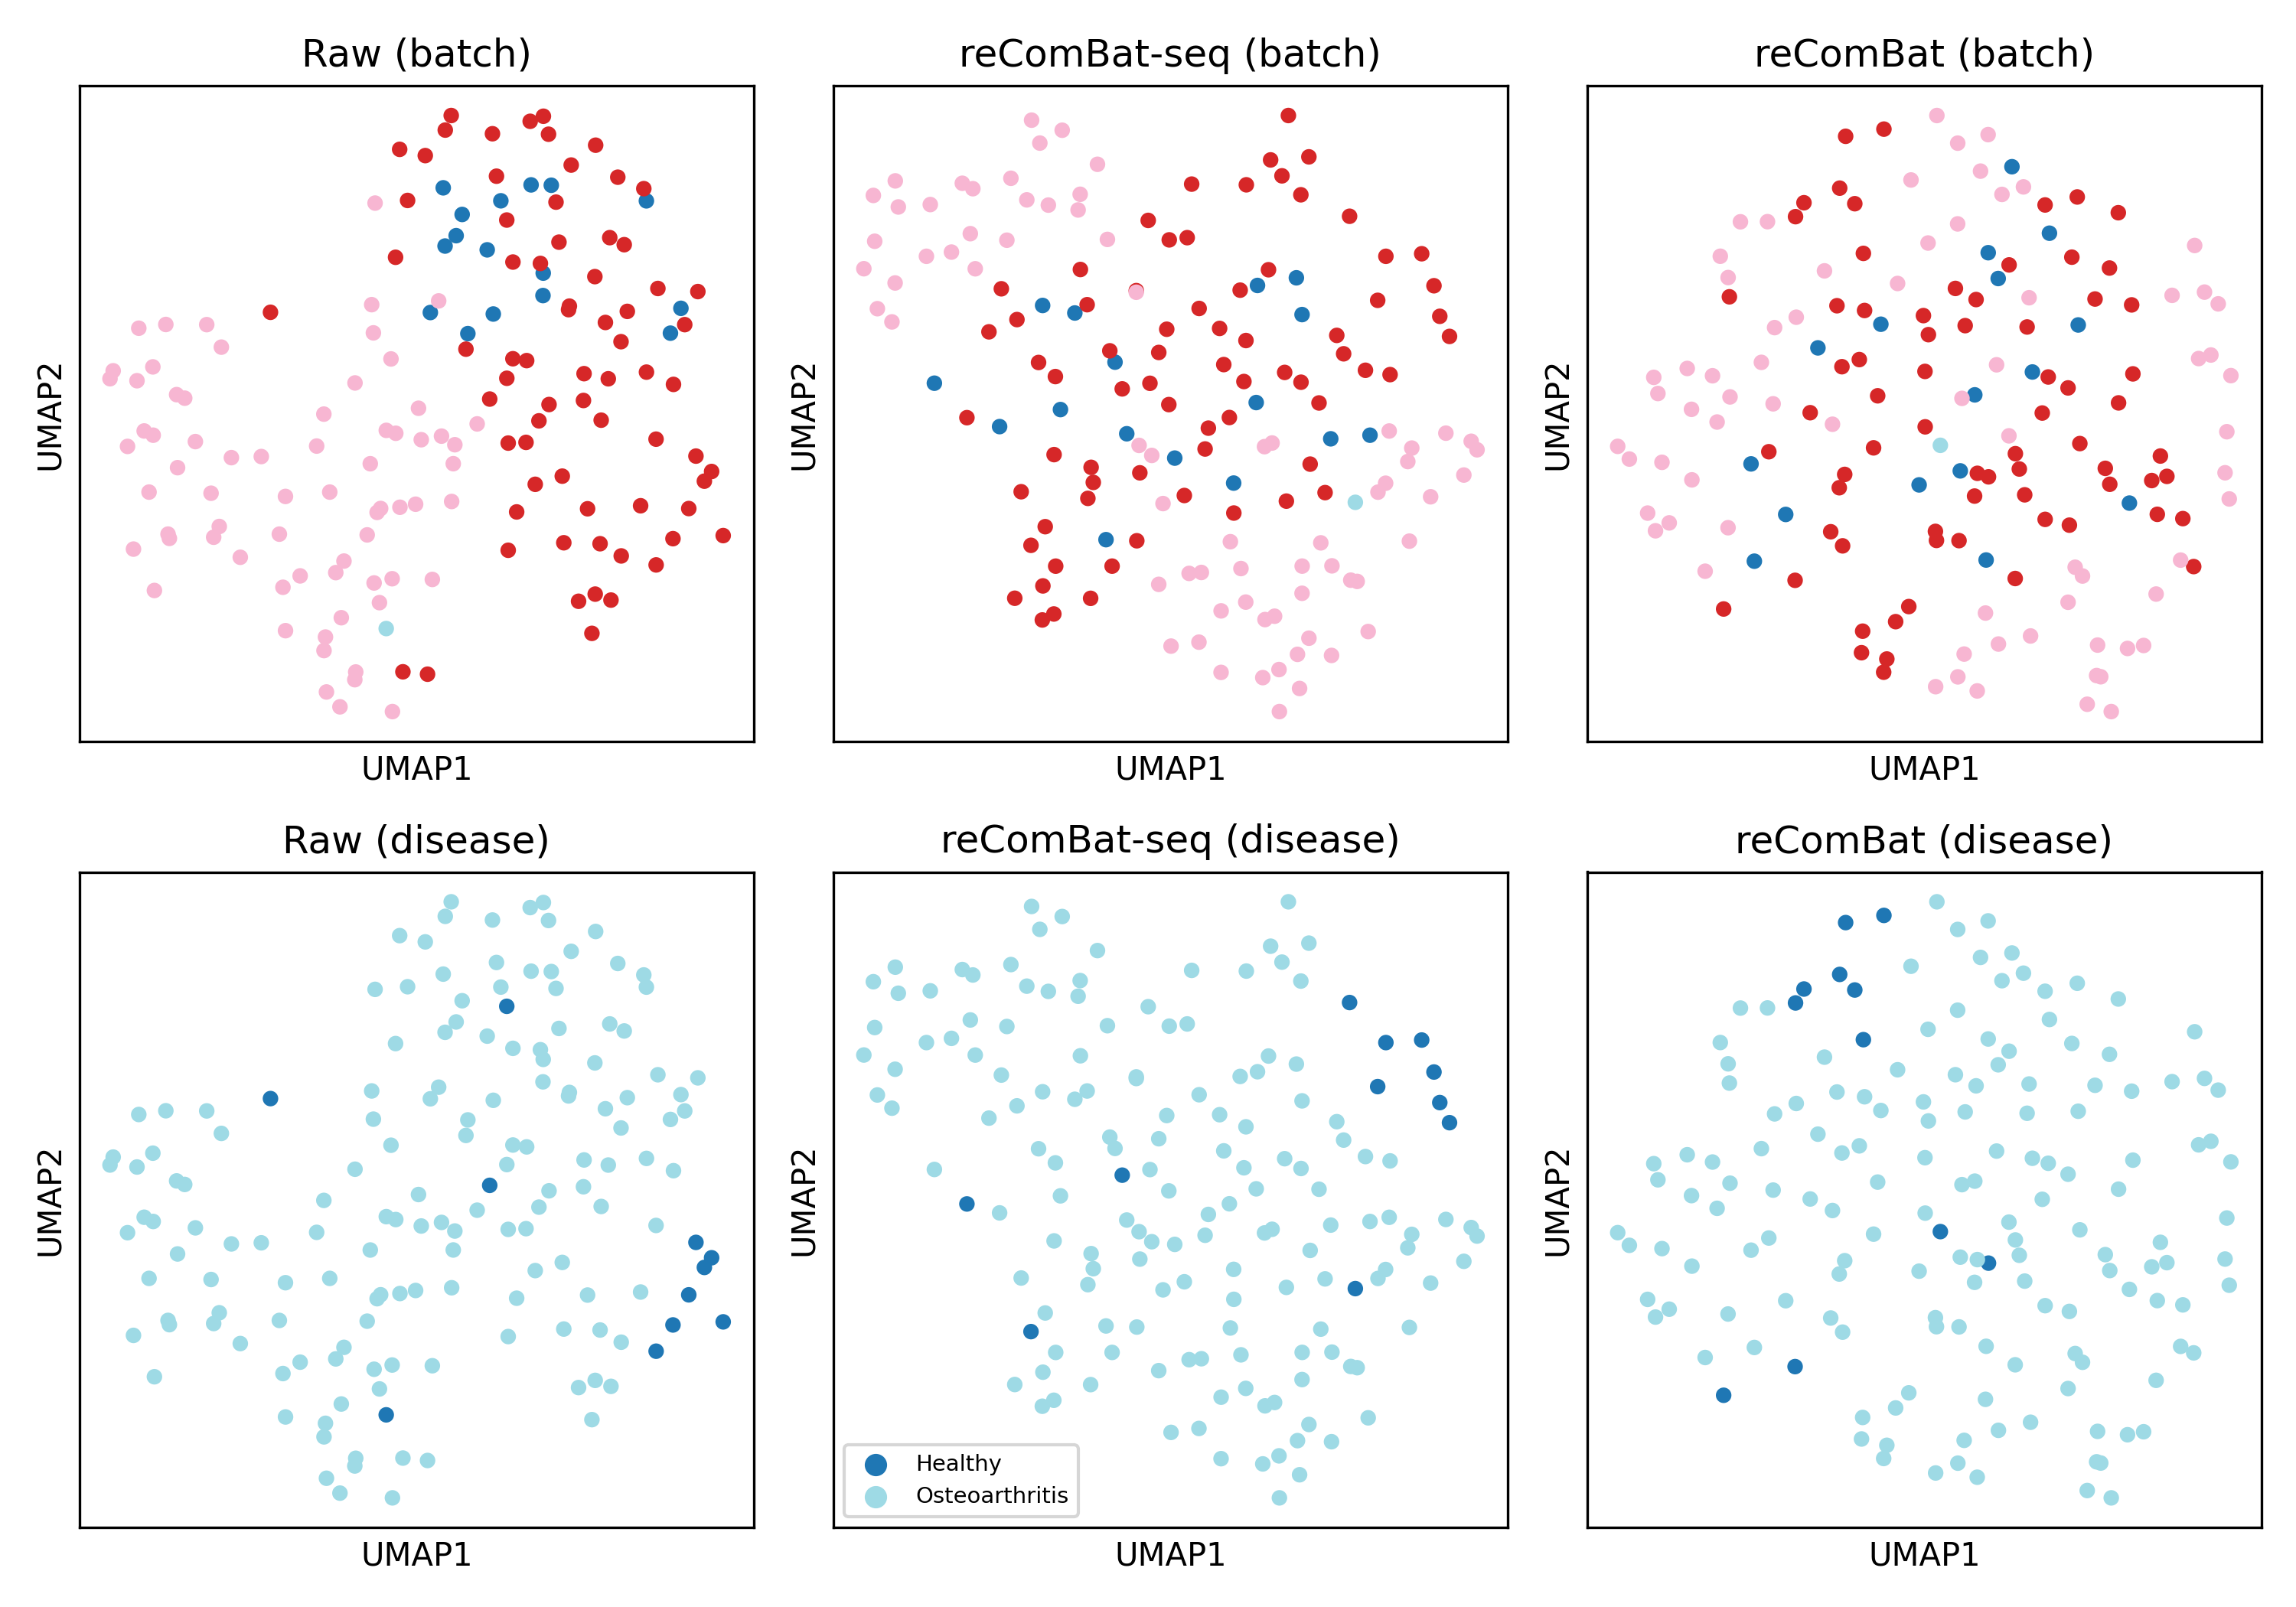 Raw (batch)
reComBat-seq (batch)
reComBat (batch)
UMAP2
UMAP1
UMAP2
UMAP1
UMAP2
UMAP1
Raw (disease)
reComBat-seq (disease)
reComBat (disease)
UMAP2
UMAP1
UMAP2
Healthy
Osteoarthritis
UMAP1
UMAP2
UMAP1